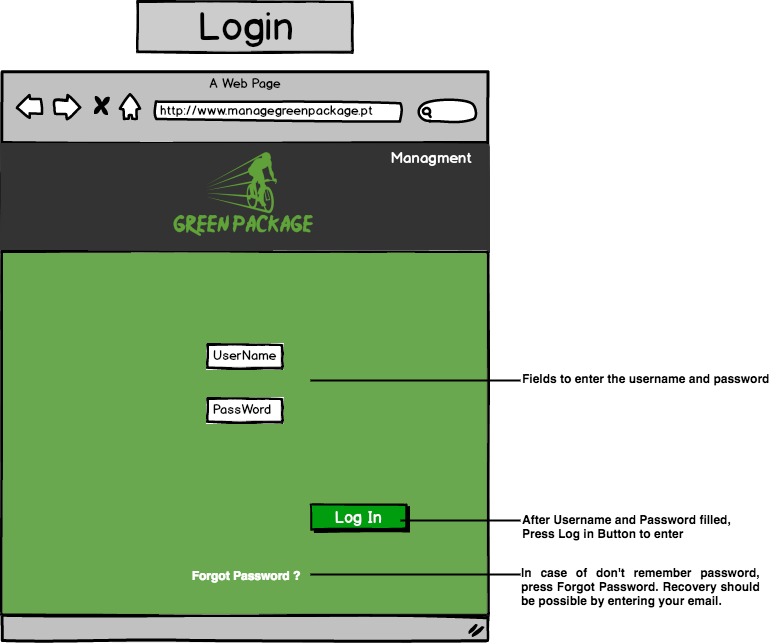 Login
A Web Page
http://www.managegreenpackage.pt
Managment
GREEN PACKAGE
UserName
Fields to enter the username and password
PassWord
Log In
After Username and Password filled,
Press Log in Button to enter
Forgot Password ?
In case of don't remember password,
press Forgot Password. Recovery should
be possible by entering your email.